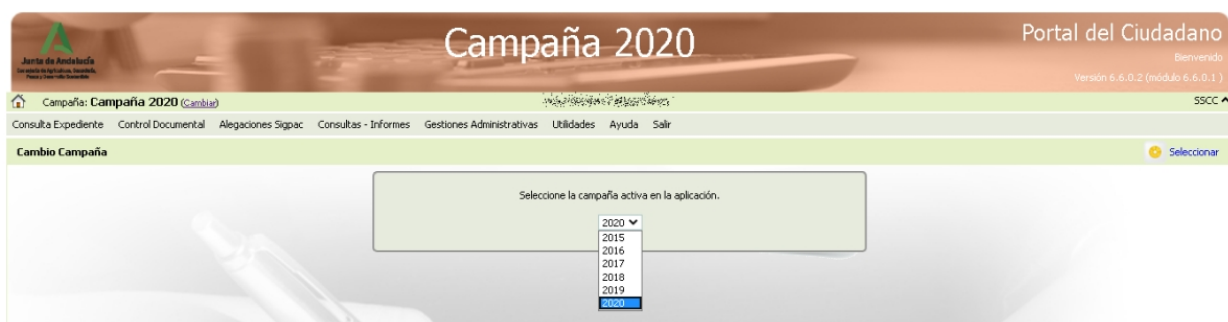 Campaña 2020
Portal del Ciudadano
Bienvenido
Versión 6.6.0.2 (módulo 6.6.0.1 )
Junta de Andalucía
Campaña: Campaña 2020 (Cambiar)
SSCC
Consulta Expediente Control Documental Alegaciones Sigpac Consultas - Informes Gestiones Administrativas Utilidades Ayuda Salir
Cambio Campaña
Seleccionar
Seleccione la campaña activa en la aplicación.
2020
2015
2016
2017
2018
2019
2020